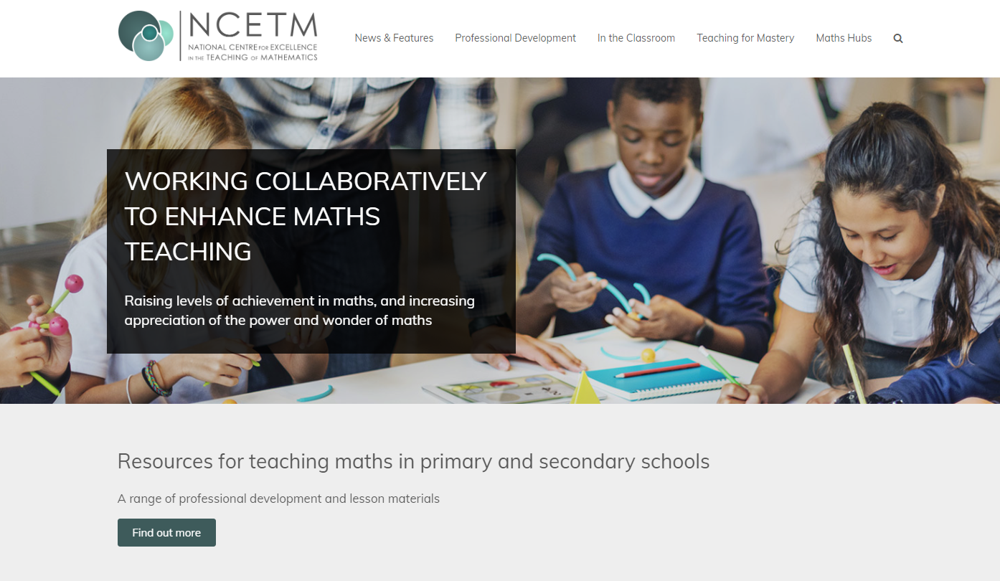 NCETM
NATIONAL CENTRE FOR EXCELLENCE
IN THE TEACHING OF MATHEMATICS
News & Features
Professional Development
In the Classroom
Teaching for Mastery
Maths Hubs
WORKING COLLABORATIVELY
TO ENHANCE MATHS
TEACHING
Raising levels of achievement in maths, and increasing
appreciation of the power and wonder of maths
Resources for teaching maths in primary and secondary schools
A range of professional development and lesson materials
Find out more